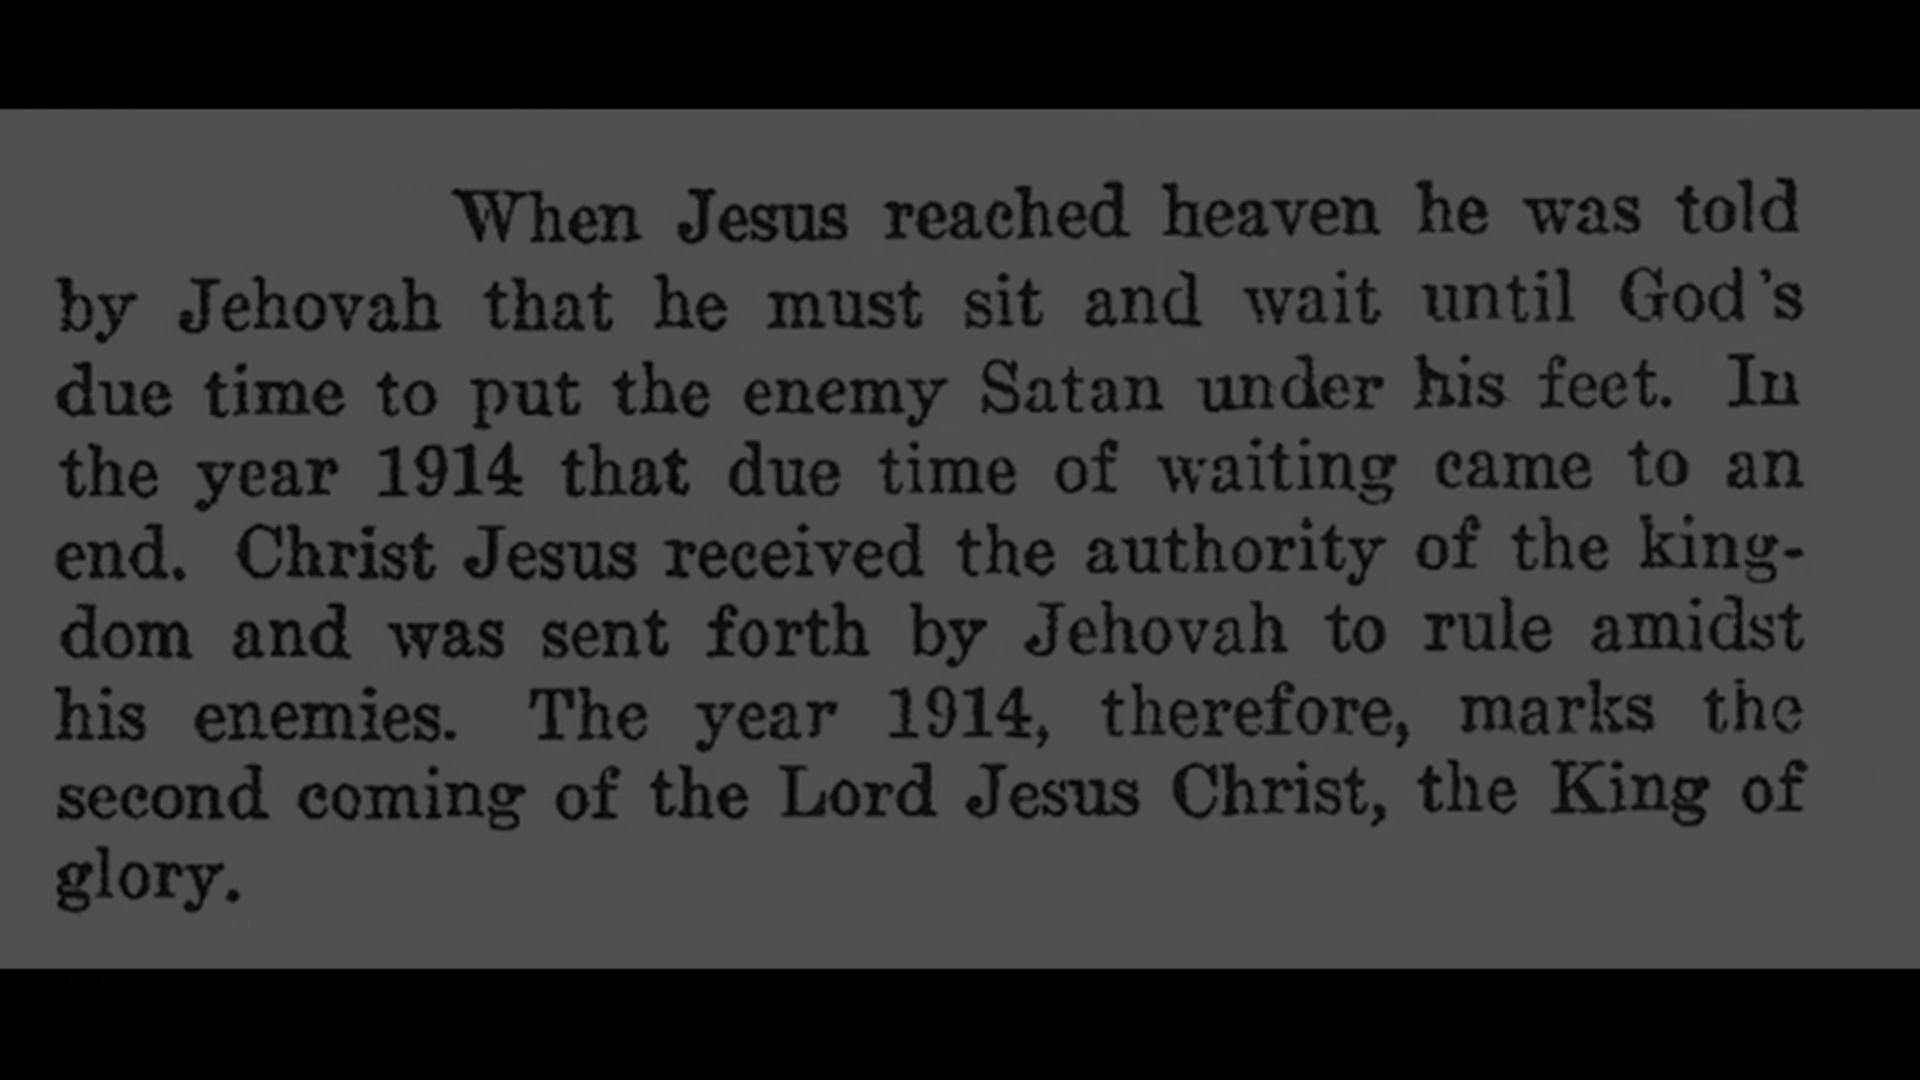 When Jesus reached heaven he was told
by Jehovah that he must sit and wait until God's
due time to put the enemy Satan under his feet. In
the year 1914 that due time of waiting came to an
end. Christ Jesus received the authority of the king-
dom and was sent forth by Jehovah to rule amidst
his enemies. The year 1914, therefore, marks the
second coming of the Lord Jesus Christ, the King of
glory.